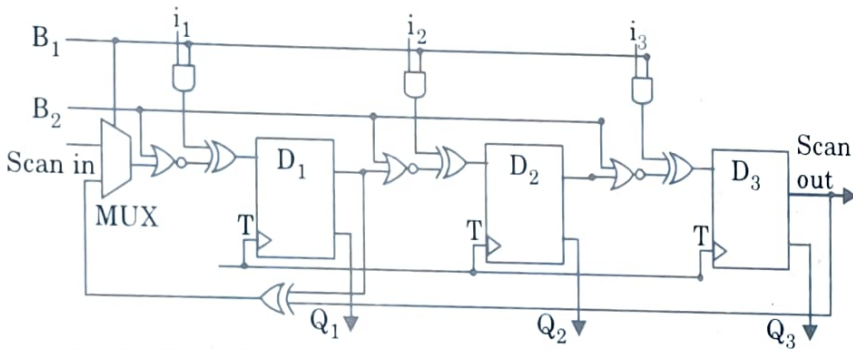 i₁
i₂
i₃
B₁
B₂
Scan in
MUX
D₁
D₂
D₃
Scan out
T
T
T
Q₁
Q₂
Q₃